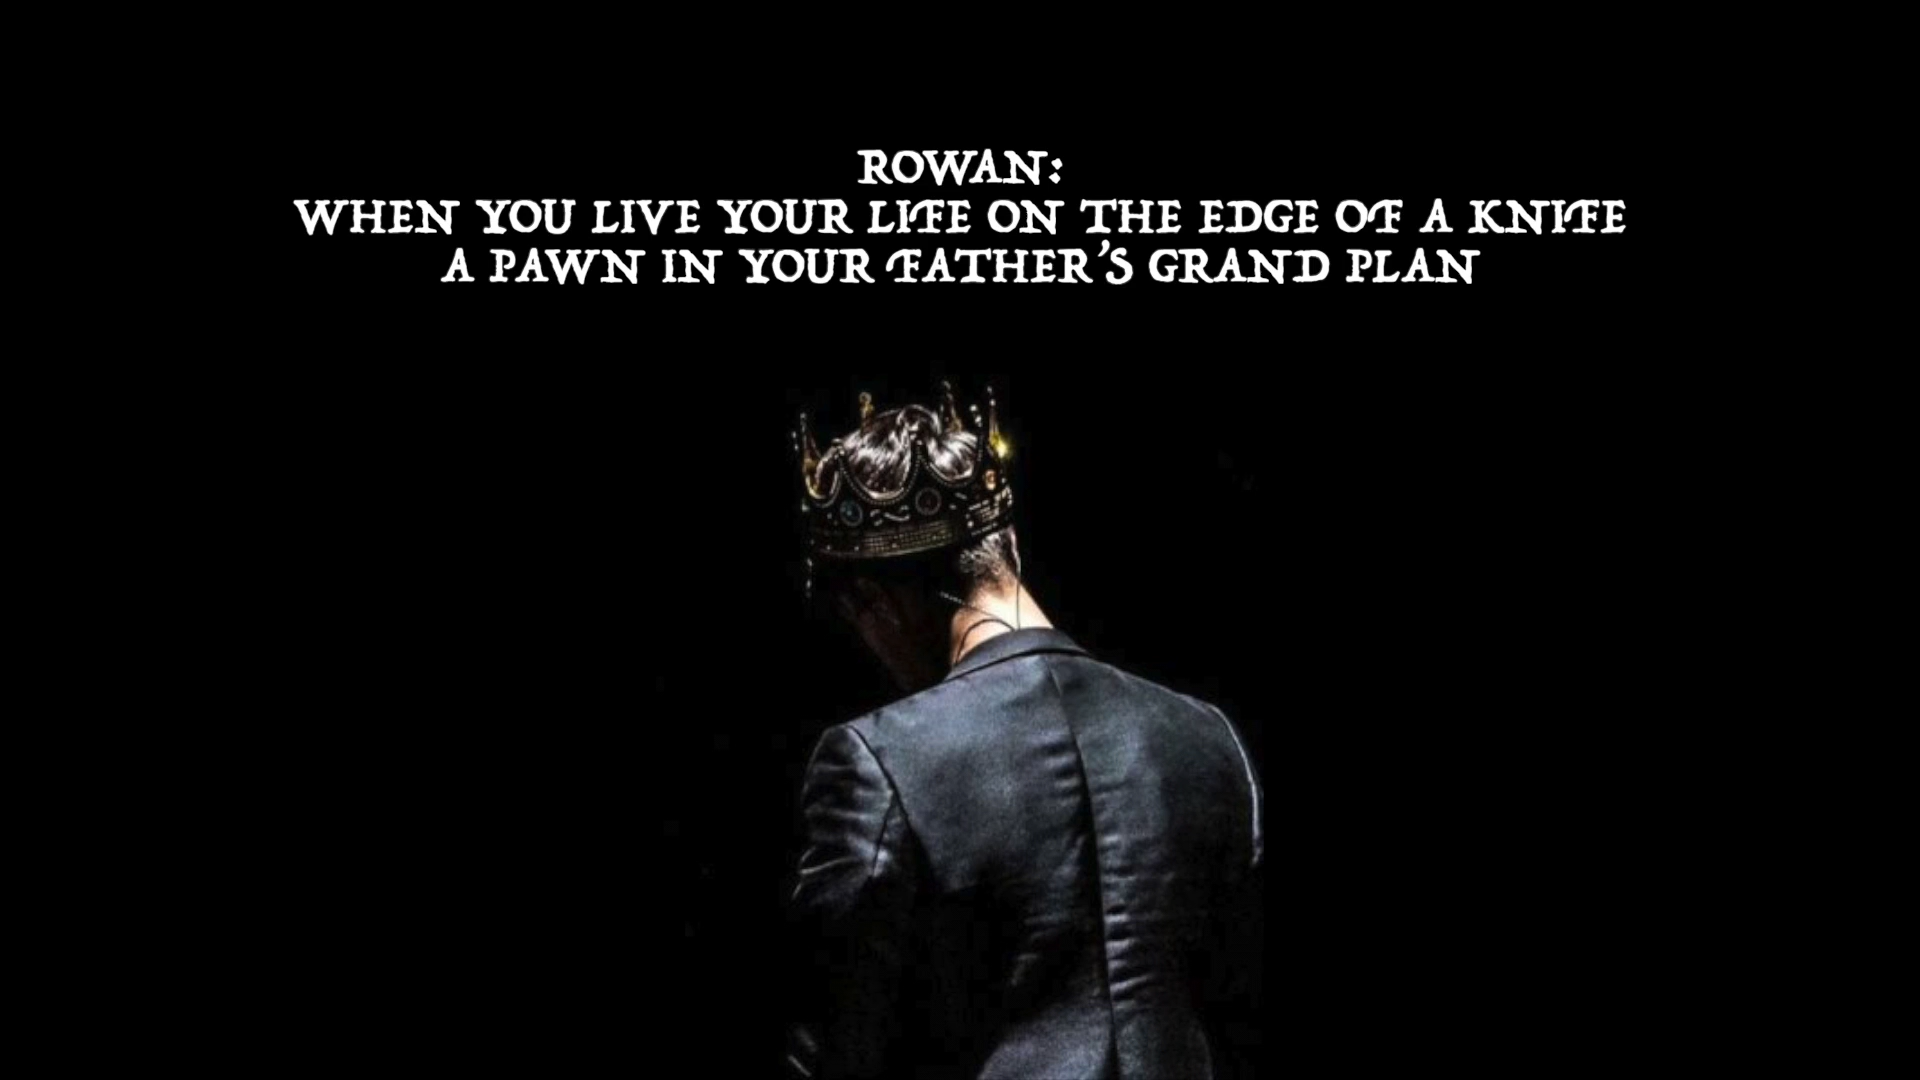 ROWAN:
WHEN YOU LIVE YOUR LIFE ON THE EDGE OF A KNIFE
A PAWN IN YOUR FATHER'S GRAND PLAN